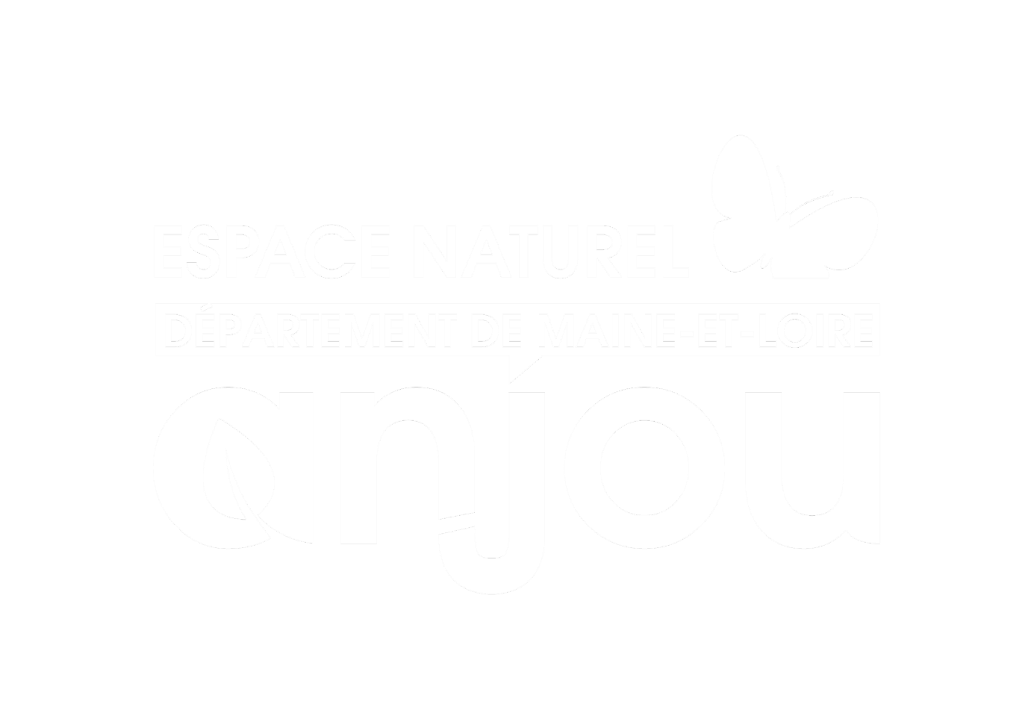 ESPACE NATUREL
DÉPARTEMENT DE MAINE-ET-LOIRE
anjou